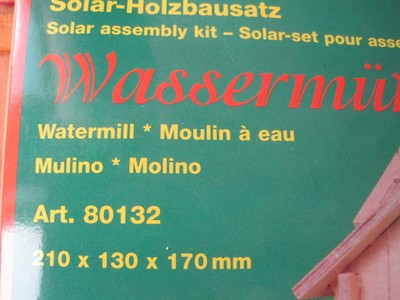 Solar-Holzbausatz
Solar assembly kit – Solar-set pour asse
Wassermü
Watermill * Moulin à eau
Mulino * Molino
Art. 80132
210 x 130 x 170 mm